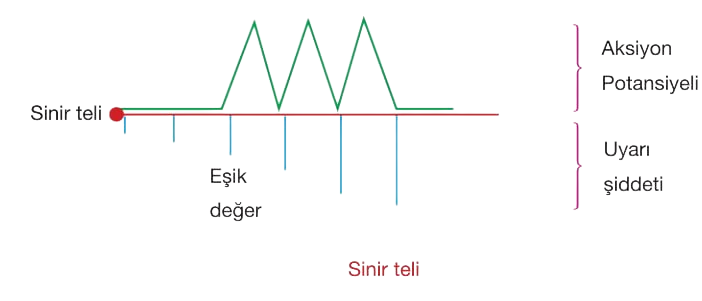 Aksiyon
Potansiyeli
Sinir teli
Uyarı
şiddeti
Eşik
değer
Sinir teli